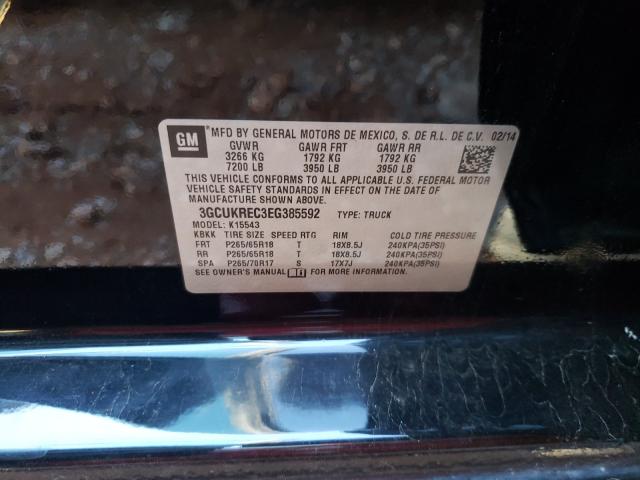 GM MFD BY GENERAL MOTORS DE MEXICO, S. DE R.L. DE C.V. 02/14
GVWR GAWR FRT GAWR RR
3266 KG 1792 KG 1792 KG
7200 LB 3950 LB 3950 LB
THIS VEHICLE CONFORMS TO ALL APPLICABLE U.S. FEDERAL MOTOR
VEHICLE SAFETY STANDARDS IN EFFECT ON THE DATE OF
MANUFACTURE SHOWN ABOVE.
3GCUKREC3EG385592 TYPE: TRUCK
MODEL: K15543
KBKK TIRE SIZE SPEED RTG RIM COLD TIRE PRESSURE
FRT P265/65R18 T 18X8.5J 240KPA(35PSI)
RR P265/65R18 T 18X8.5J 240KPA(35PSI)
SPA P265/70R17 S 17X7J 240KPA(35PSI)
SEE OWNER'S MANUAL FOR MORE INFORMATION.